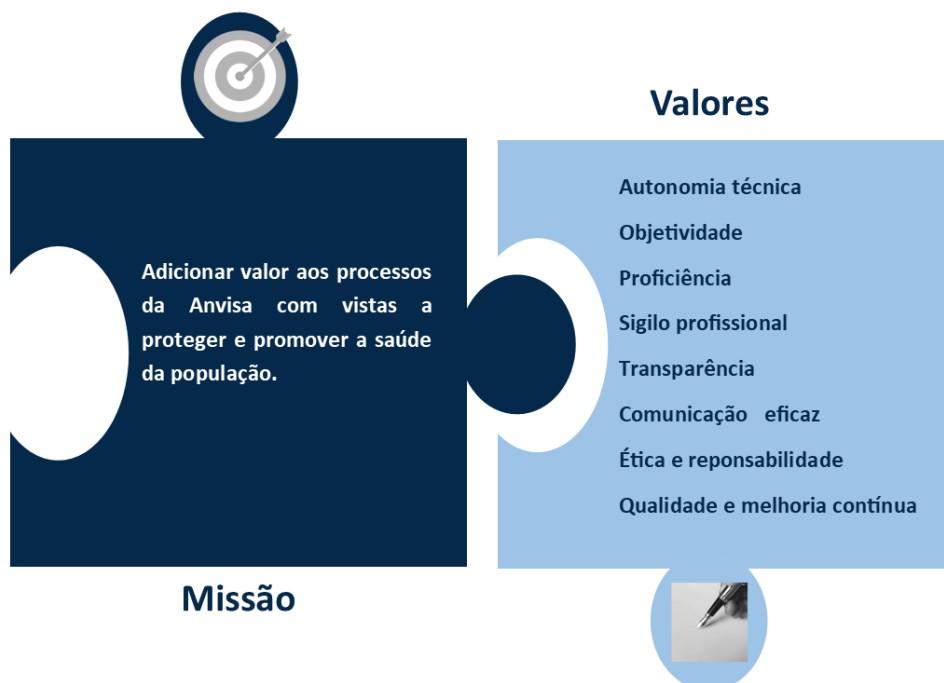 Adicionar valor aos processos
da Anvisa com vistas a
proteger e promover a saúde
da população.
Missão
Valores
Autonomia técnica
Objetividade
Proficiência
Sigilo profissional
Transparência
Comunicação eficaz
Ética e reponsabilidade
Qualidade e melhoria contínua